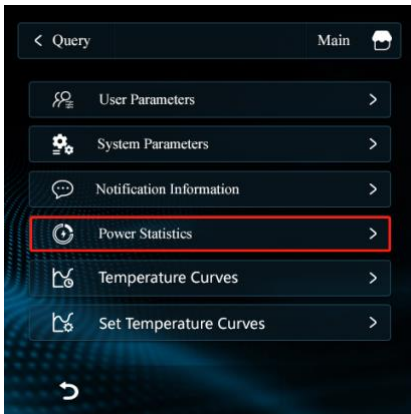 Query Main
User Parameters
System Parameters
Notification Information
Power Statistics
Temperature Curves
Set Temperature Curves